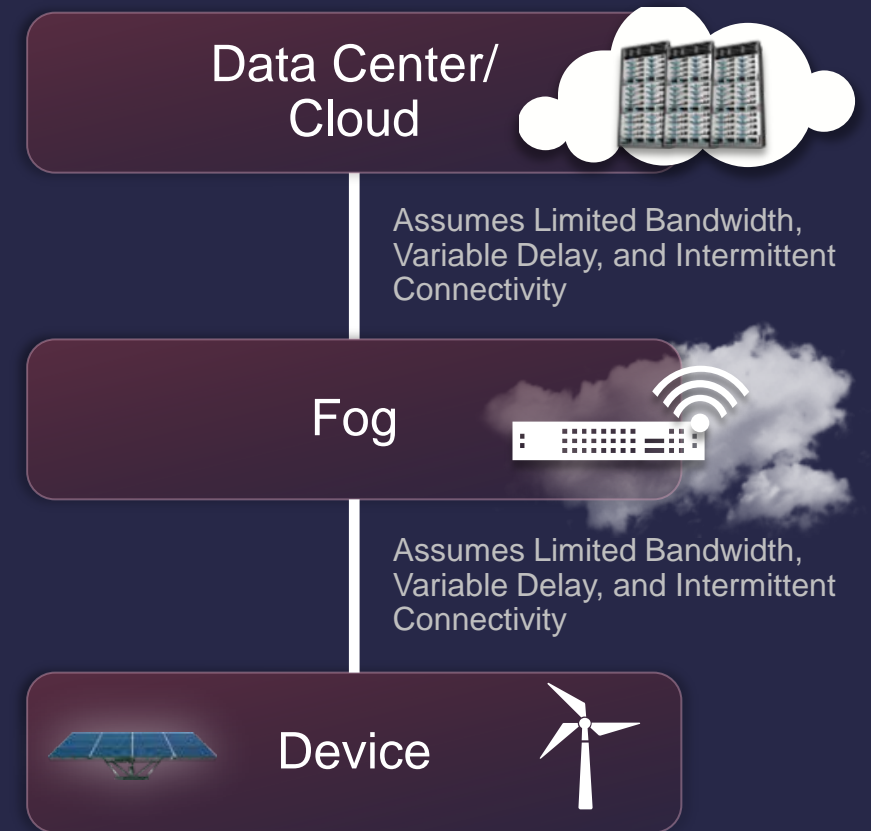 Data Center/
Cloud
Assumes Limited Bandwidth,
Variable Delay, and Intermittent
Connectivity
Fog
Assumes Limited Bandwidth,
Variable Delay, and Intermittent
Connectivity
Device